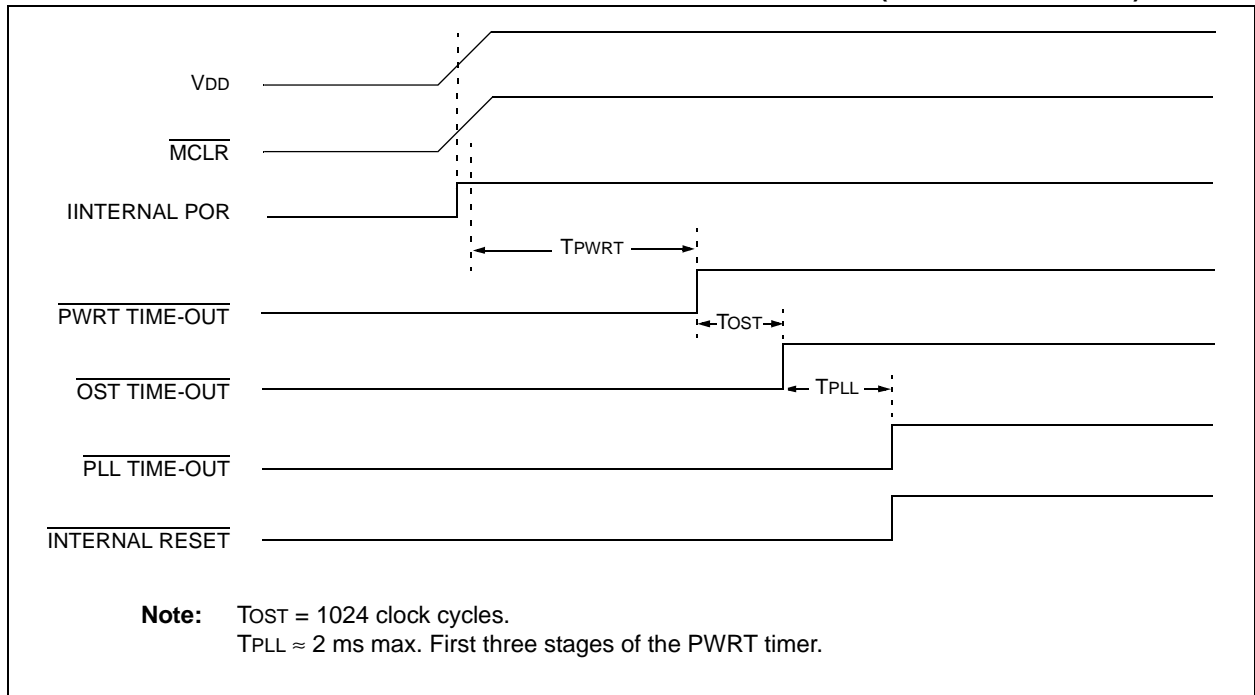 VDD
MCLR
IINTERNAL POR
TPWRT
PWRT TIME-OUT
TOST
OST TIME-OUT
TPLL
PLL TIME-OUT
INTERNAL RESET
Note: TOST = 1024 clock cycles.
TPLL ≈ 2 ms max. First three stages of the PWRT timer.